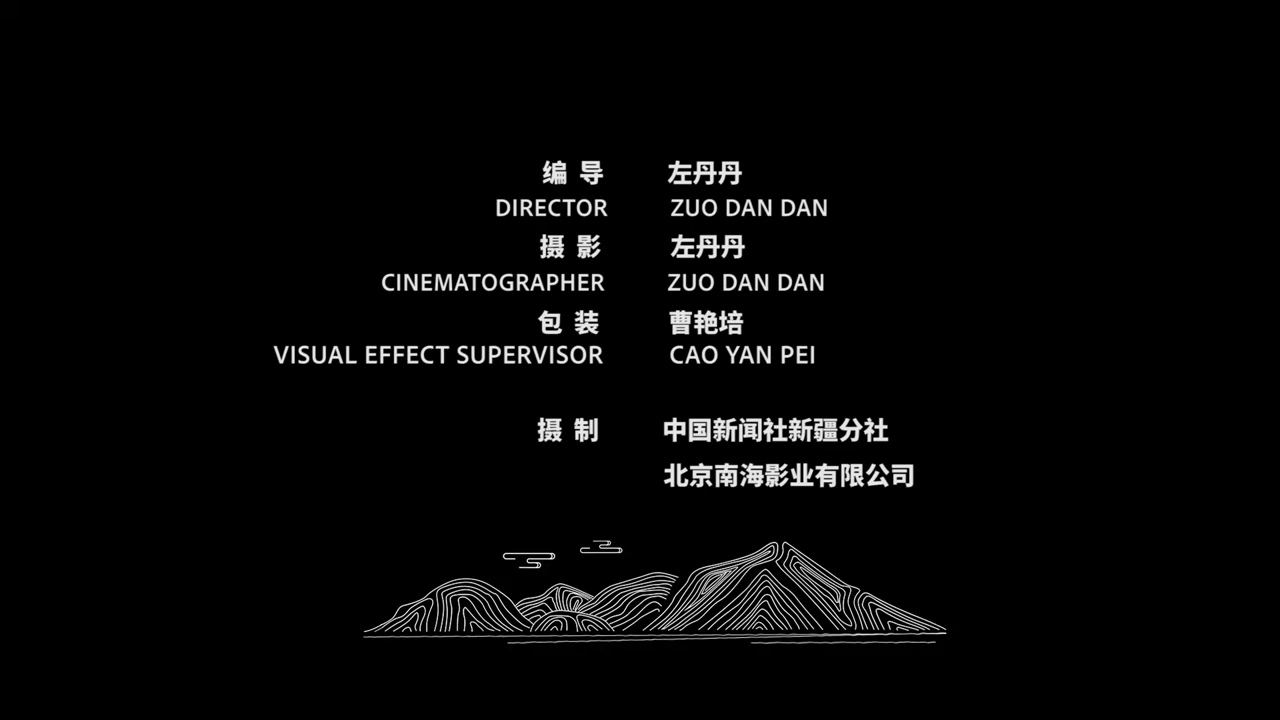 编 导 左丹丹
DIRECTOR ZUO DAN DAN
摄 影 左丹丹
CINEMATOGRAPHER ZUO DAN DAN
包 装 曹艳培
VISUAL EFFECT SUPERVISOR CAO YAN PEI
摄 制 中国新闻社新疆分社
北京南海影业有限公司